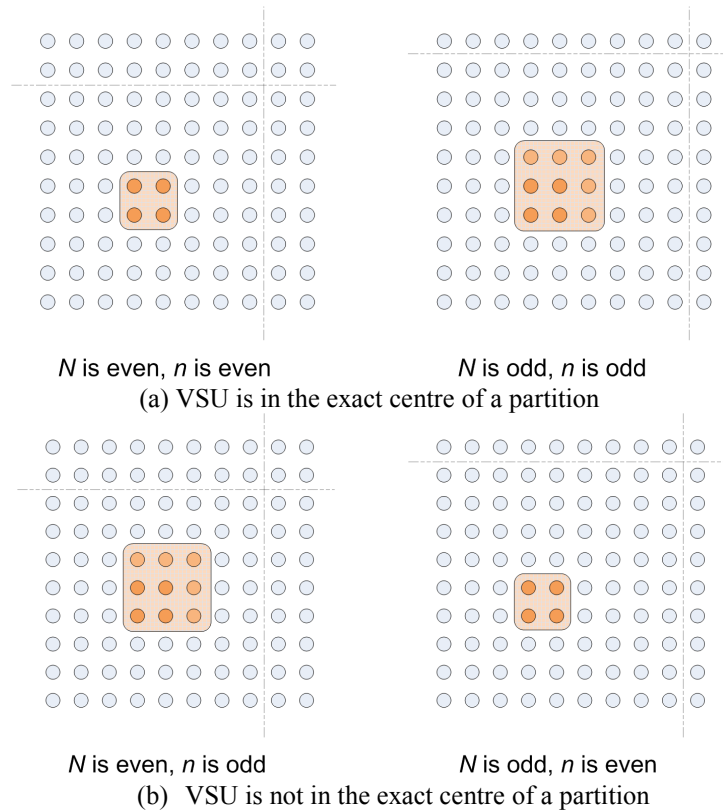 N is even, n is even
N is odd, n is odd
(a) VSU is in the exact centre of a partition
N is even, n is odd
N is odd, n is even
(b) VSU is not in the exact centre of a partition